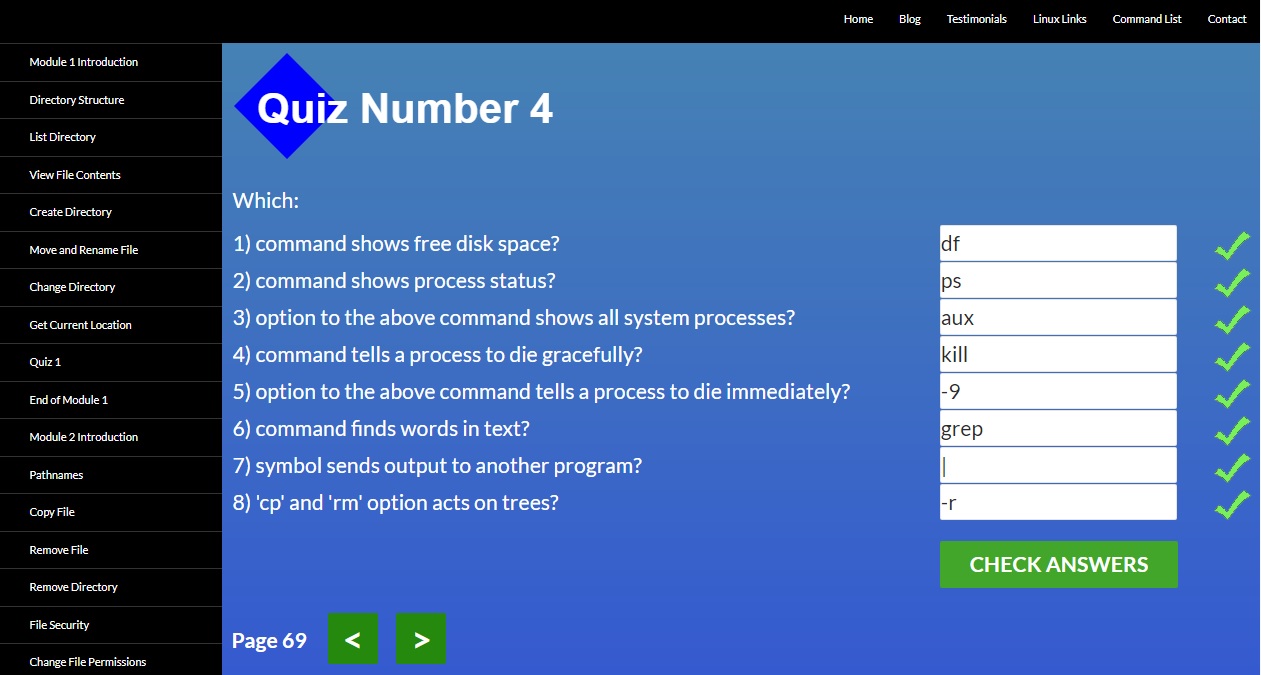 Home Blog Testimonials Linux Links Command List Contact
Module 1 Introduction
Directory Structure
List Directory
View File Contents
Create Directory
Move and Rename File
Change Directory
Get Current Location
Quiz 1
End of Module 1
Module 2 Introduction
Pathnames
Copy File
Remove File
Remove Directory
File Security
Change File Permissions
Quiz Number 4
Which:
1) command shows free disk space? df
2) command shows process status? ps
3) option to the above command shows all system processes? aux
4) command tells a process to die gracefully? kill
5) option to the above command tells a process to die immediately? -9
6) command finds words in text? grep
7) symbol sends output to another program? |
8) 'cp' and 'rm' option acts on trees? -r
CHECK ANSWERS
Page 69 < >